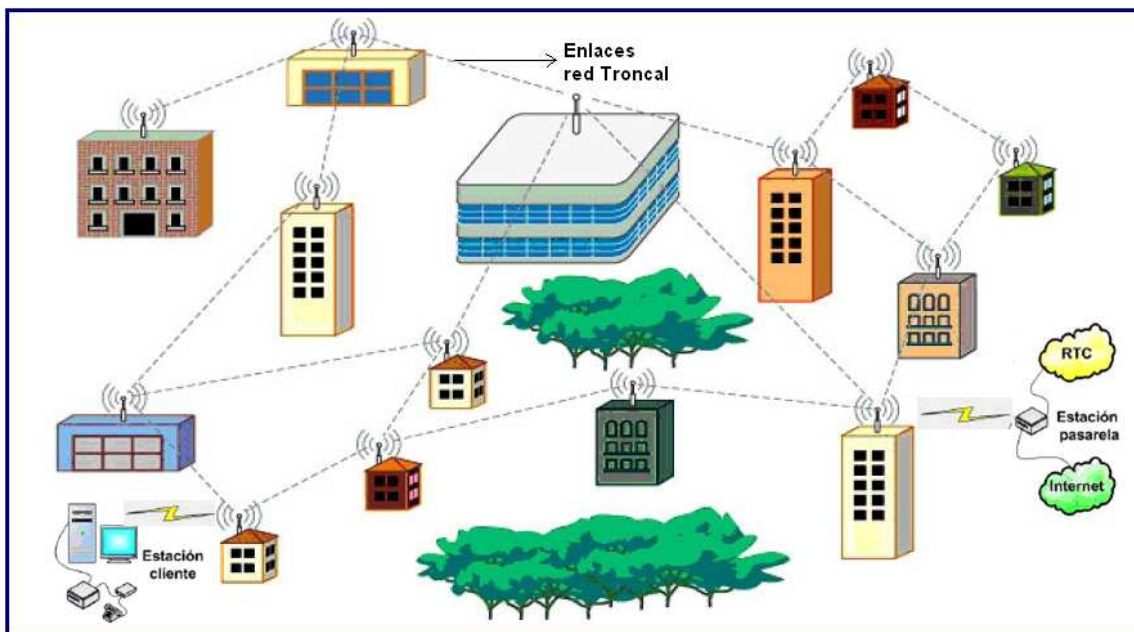 Enlaces
red Troncal
RTC
Estación
pasarela
Internet
Estación
cliente